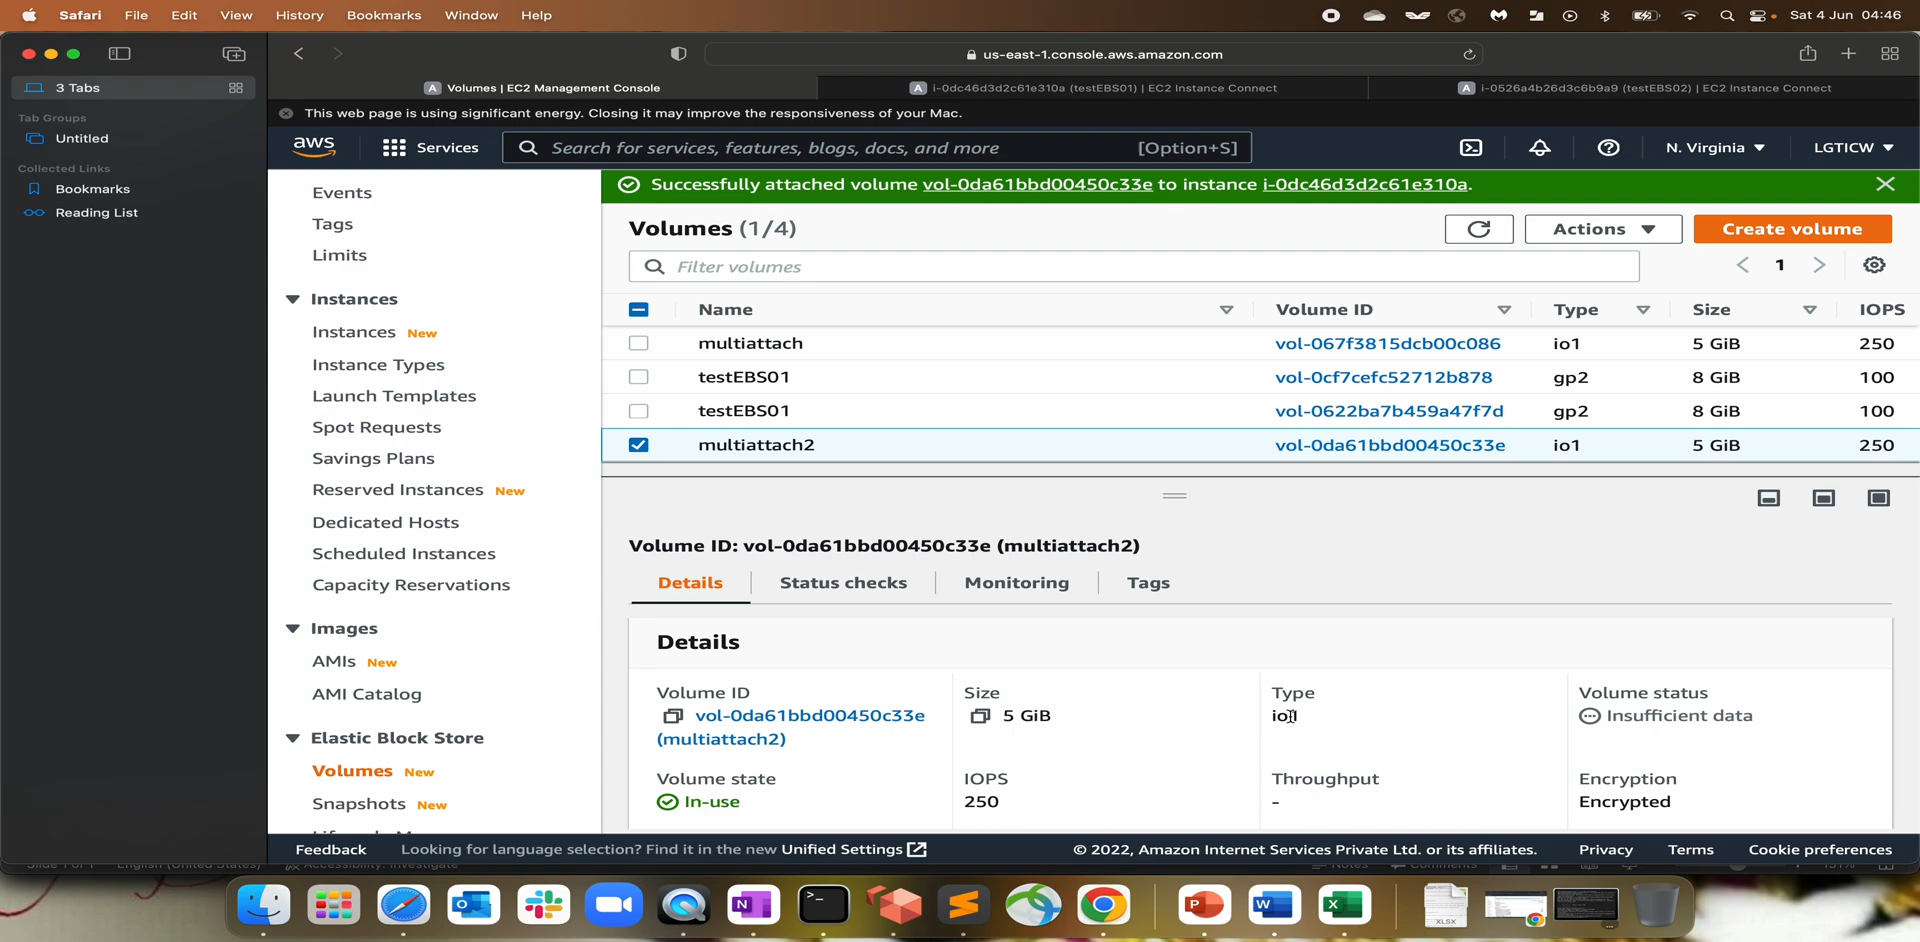 Safari File Edit View History Bookmarks Window Help
Sat 4 Jun 04:46
3 Tabs
Tab Groups
Untitled
Collected Links
Bookmarks
Reading List
us-east-1.console.aws.amazon.com
A Volumes | EC2 Management Console
A i-0dc46d3d2c61e310a (testEBS01) | EC2 Instance Connect
A i-0526a4b26d3c6b9a9 (testEBS02) | EC2 Instance Connect
This web page is using significant energy. Closing it may improve the responsiveness of your Mac.
aws Services Search for services, features, blogs, docs, and more [Option+S] N. Virginia LGTICW
Events
Tags
Limits
Instances
Instances New
Instance Types
Launch Templates
Spot Requests
Savings Plans
Reserved Instances New
Dedicated Hosts
Scheduled Instances
Capacity Reservations
Images
AMIs New
AMI Catalog
Elastic Block Store
Volumes New
Snapshots New
Successfully attached volume vol-0da61bbd00450c33e to instance i-0dc46d3d2c61e310a.
Volumes (1/4) Actions Create volume
Filter volumes 1
Name Volume ID Type Size IOPS
multiattach vol-067f3815dcb00c086 io1 5 GiB 250
testEBS01 vol-0cf7cefc52712b878 gp2 8 GiB 100
testEBS01 vol-0622ba7b459a47f7d gp2 8 GiB 100
multiattach2 vol-0da61bbd00450c33e io1 5 GiB 250
Volume ID: vol-0da61bbd00450c33e (multiattach2)
Details Status checks Monitoring Tags
Details
Volume ID Size Type Volume status
vol-0da61bbd00450c33e 5 GiB io1 Insufficient data
(multiattach2)
Volume state IOPS Throughput Encryption
In-use 250 - Encrypted
Feedback Looking for language selection? Find it in the new Unified Settings © 2022, Amazon Internet Services Private Ltd. or its affiliates. Privacy Terms Cookie preferences
XLSX